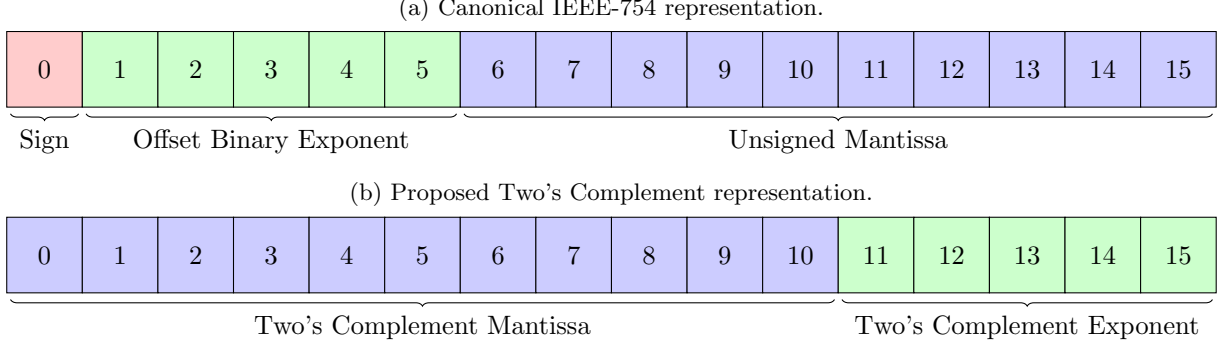 (a) Canonical IEEE-754 representation.
0 1 2 3 4 5 6 7 8 9 10 11 12 13 14 15
Sign Offset Binary Exponent Unsigned Mantissa
(b) Proposed Two's Complement representation.
0 1 2 3 4 5 6 7 8 9 10 11 12 13 14 15
Two's Complement Mantissa Two's Complement Exponent